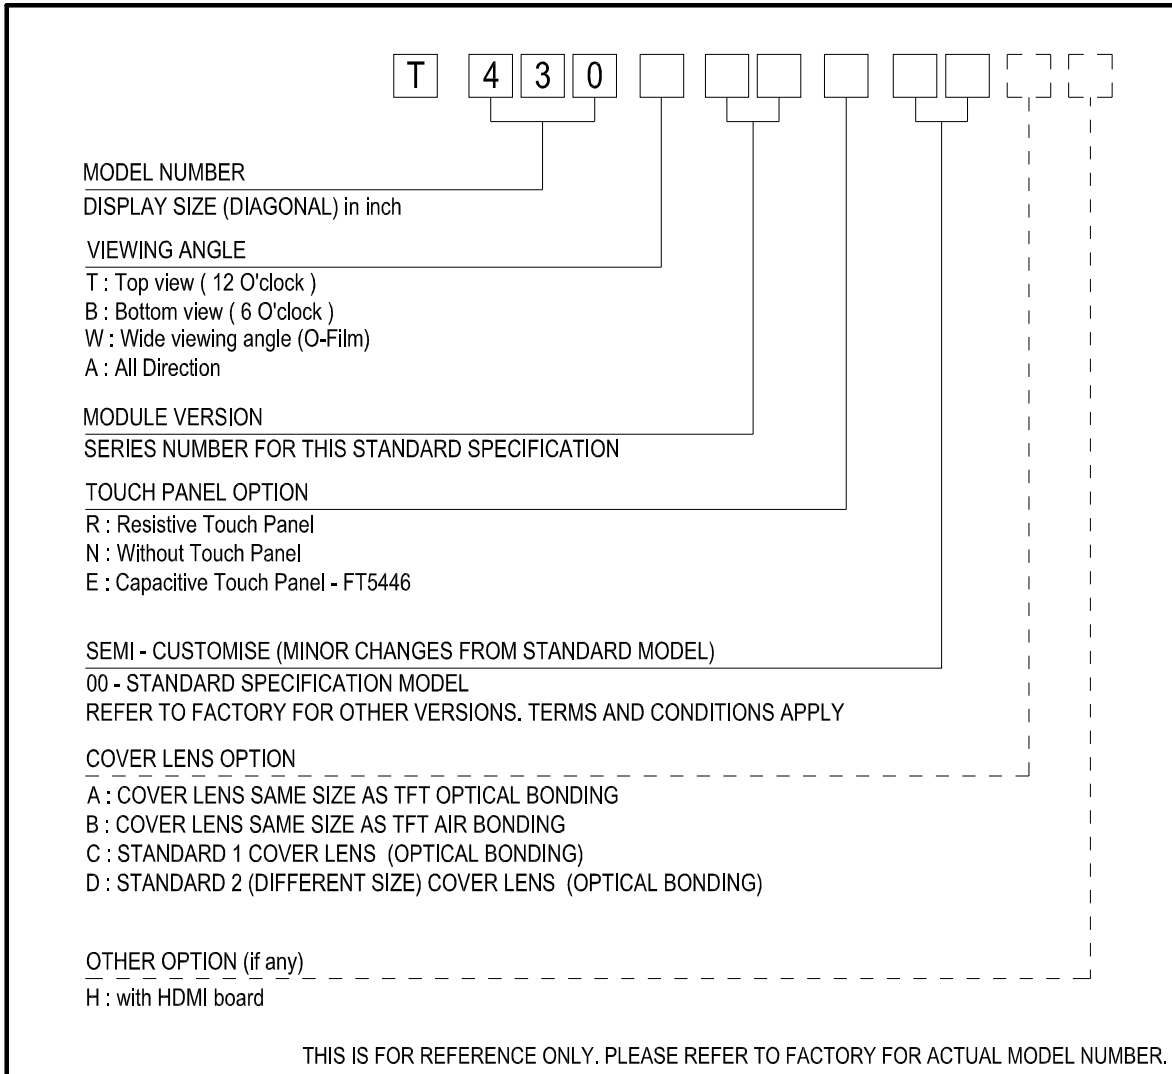 T 4 3 0
MODEL NUMBER
DISPLAY SIZE (DIAGONAL) in inch
VIEWING ANGLE
T : Top view ( 12 O'clock )
B : Bottom view ( 6 O'clock )
W : Wide viewing angle (O-Film)
A : All Direction
MODULE VERSION
SERIES NUMBER FOR THIS STANDARD SPECIFICATION
TOUCH PANEL OPTION
R : Resistive Touch Panel
N : Without Touch Panel
E : Capacitive Touch Panel - FT5446
SEMI - CUSTOMISE (MINOR CHANGES FROM STANDARD MODEL)
00 - STANDARD SPECIFICATION MODEL
REFER TO FACTORY FOR OTHER VERSIONS. TERMS AND CONDITIONS APPLY
COVER LENS OPTION
A : COVER LENS SAME SIZE AS TFT OPTICAL BONDING
B : COVER LENS SAME SIZE AS TFT AIR BONDING
C : STANDARD 1 COVER LENS (OPTICAL BONDING)
D : STANDARD 2 (DIFFERENT SIZE) COVER LENS (OPTICAL BONDING)
OTHER OPTION (if any)
H : with HDMI board
THIS IS FOR REFERENCE ONLY. PLEASE REFER TO FACTORY FOR ACTUAL MODEL NUMBER.